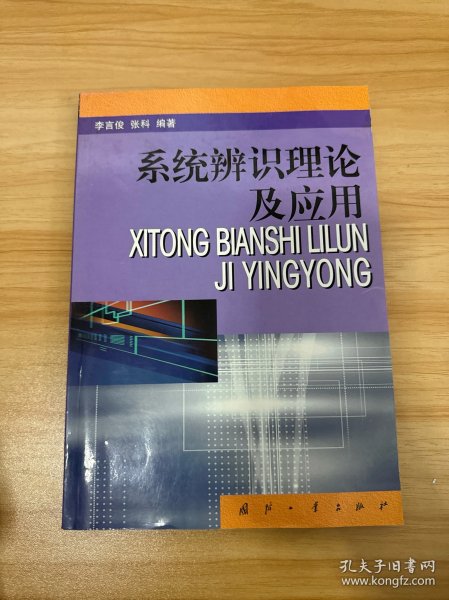 李言俊 张科 编著
系统辨识理论
及应用
XITONG BIANSHI LILUN
JI YINGYONG
国防工业出版社
孔夫子旧书网
www.kongfz.com